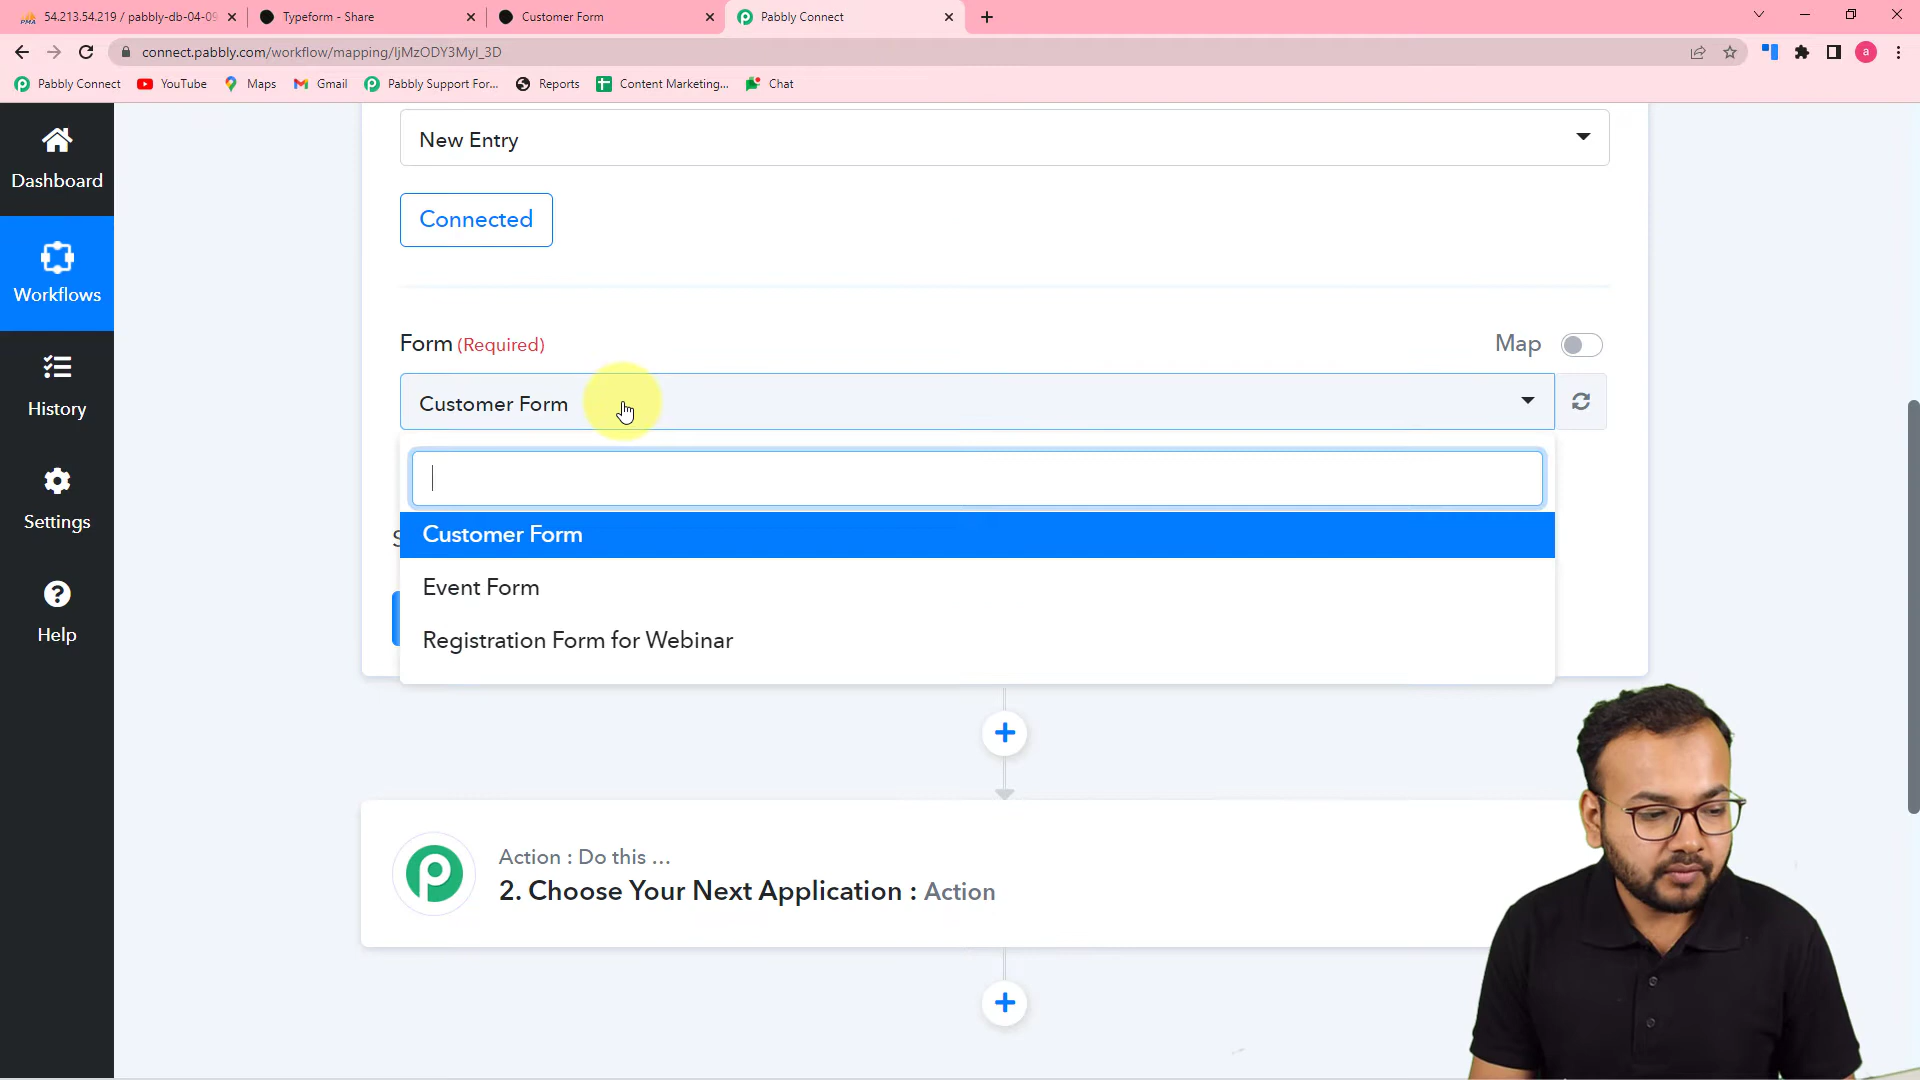 54.213.54.219 / pabbly-db-04-09
Typeform - Share
Customer Form
Pabbly Connect
connect.pabbly.com/workflow/mapping/IjMzODY3MyI_3D
a
Pabbly Connect
YouTube
Maps
Gmail
Pabbly Support For...
Reports
Content Marketing...
Chat
Dashboard
Workflows
History
Settings
Help
New Entry
Connected
Form (Required)
Map
Customer Form
Customer Form
Event Form
Registration Form for Webinar
Action : Do this ...
2. Choose Your Next Application : Action